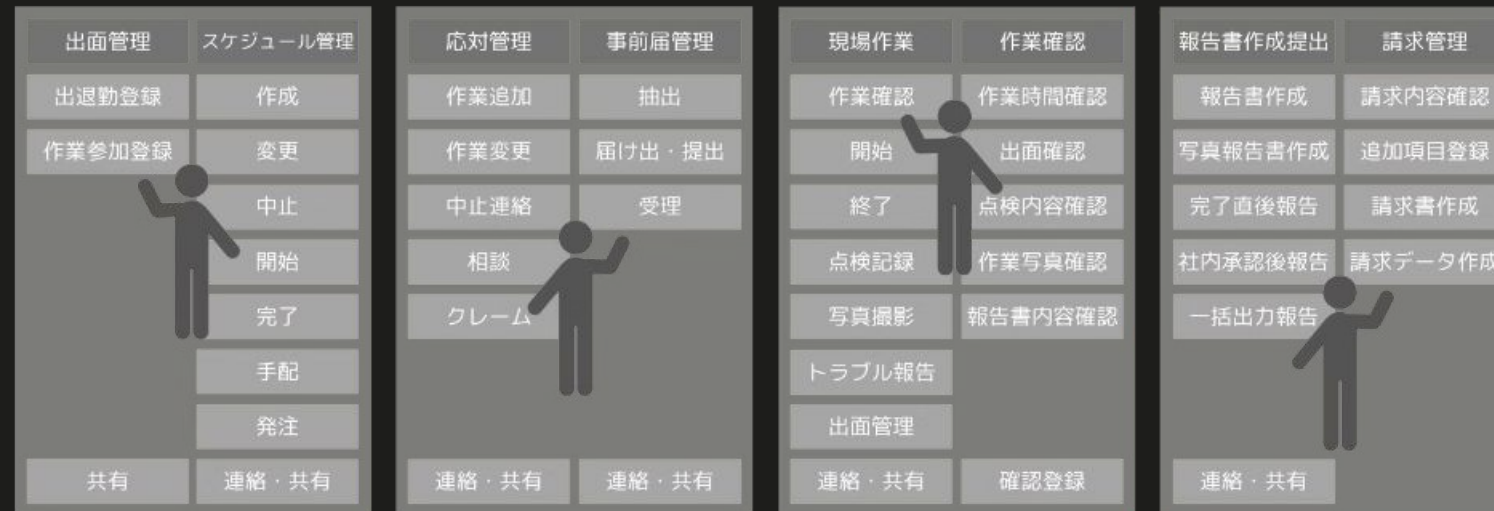 出面管理
出退勤登録
作業参加登録
共有
スケジュール管理
作成
変更
中止
開始
完了
手配
発注
連絡・共有
応対管理
作業追加
作業変更
中止連絡
相談
クレーム
連絡・共有
事前届管理
抽出
届け出・提出
受理
連絡・共有
現場作業
作業確認
開始
終了
点検記録
写真撮影
トラブル報告
出面管理
連絡・共有
作業確認
作業時間確認
出面確認
点検内容確認
作業写真確認
報告書内容確認
確認登録
報告書作成提出
報告書作成
写真報告書作成
完了直後報告
社内承認後報告
一括出力報告
連絡・共有
請求管理
請求内容確認
追加項目登録
請求書作成
請求データ作成